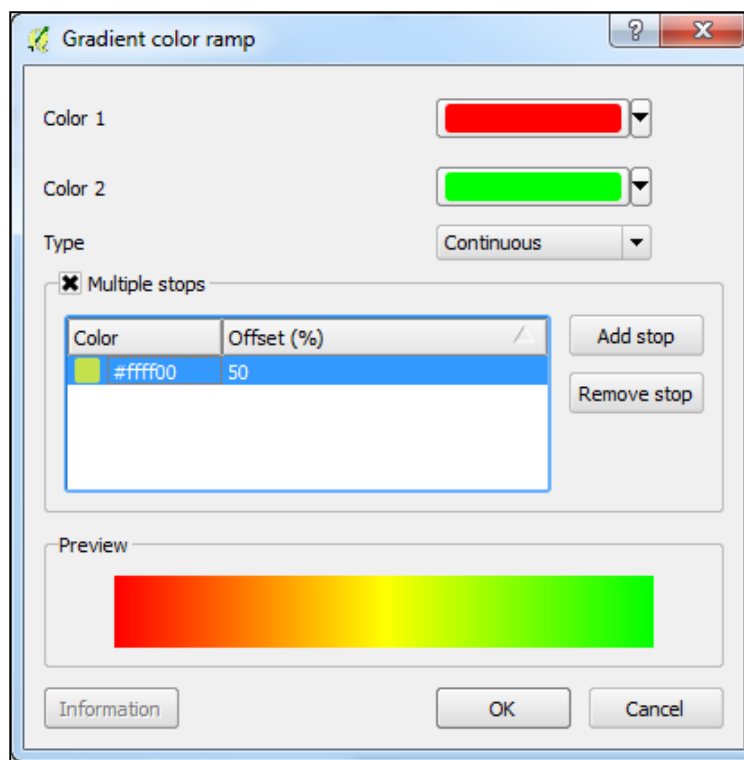 Gradient color ramp
Color 1
Color 2
Type Continuous
Multiple stops
Color Offset (%)
#ffff00 50
Add stop
Remove stop
Preview
Information OK Cancel